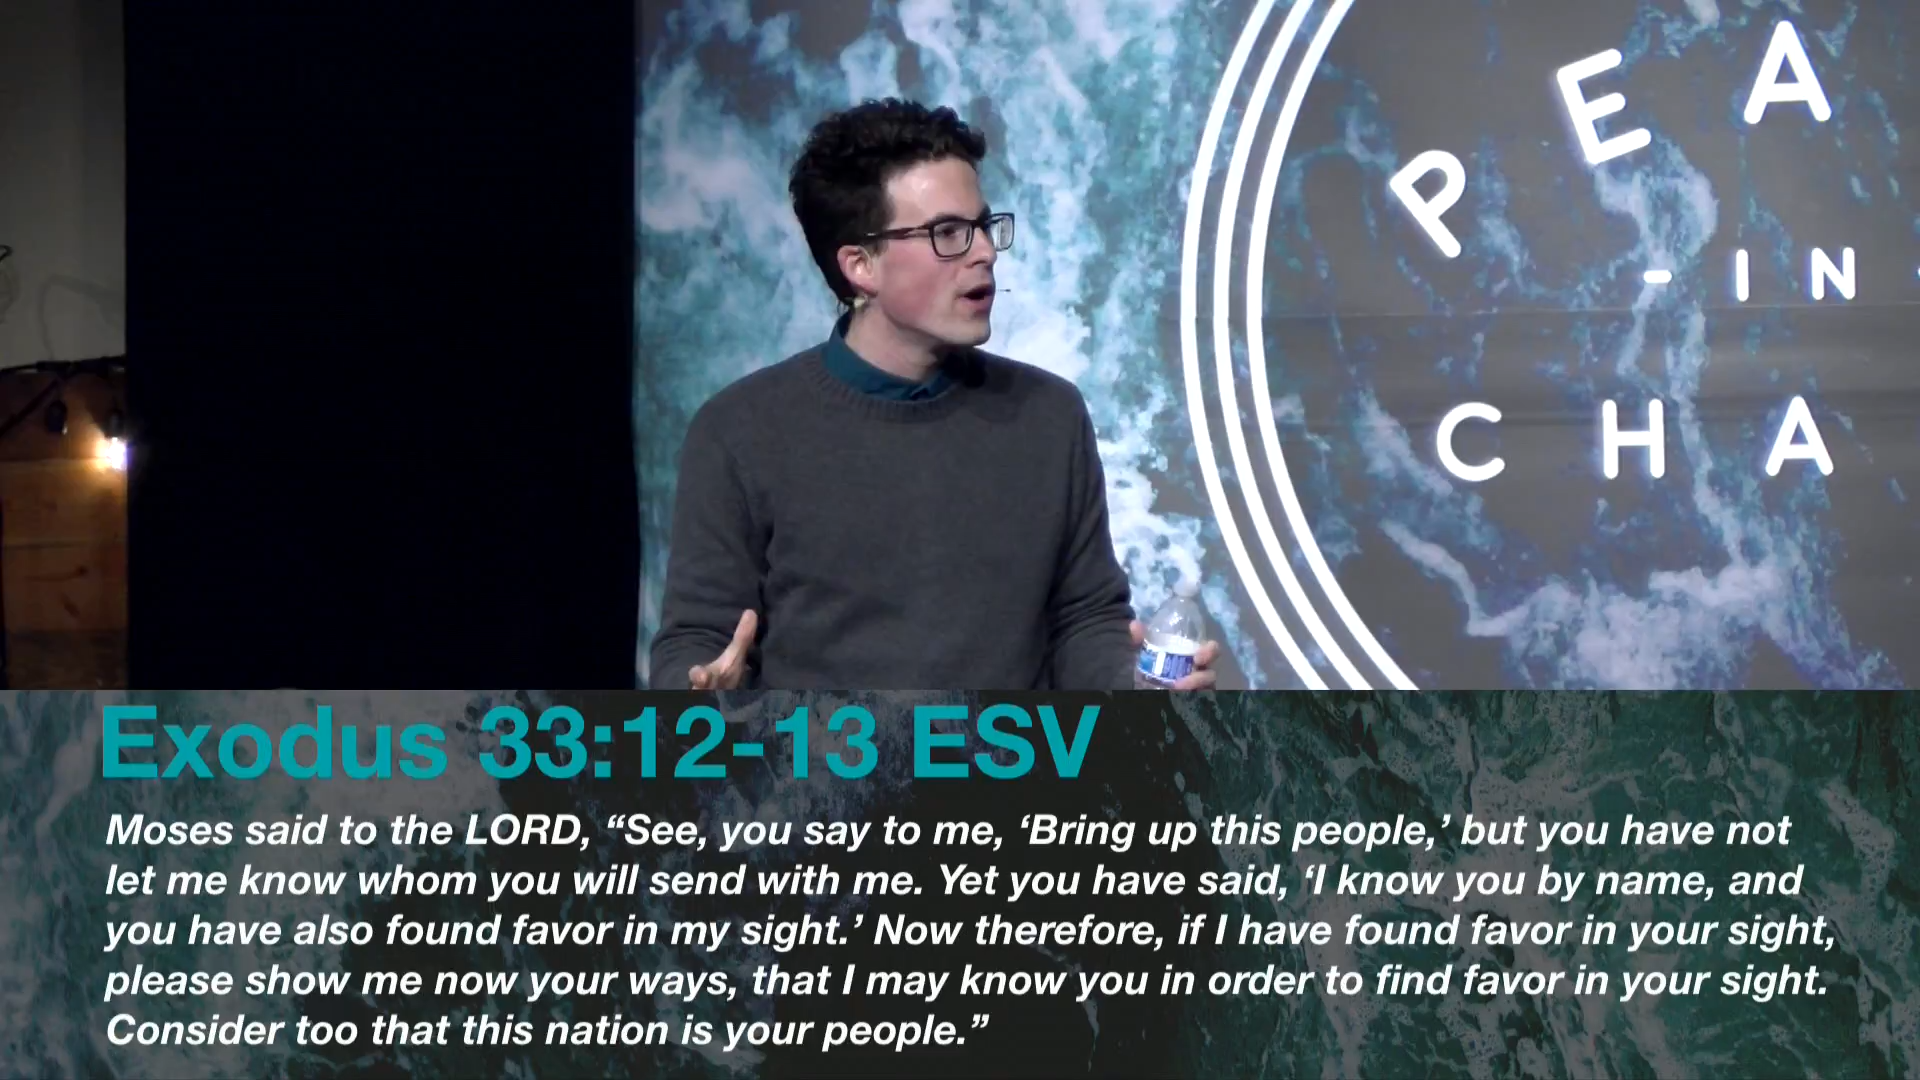 PEA
-IN-
CHA
Exodus 33:12-13 ESV
Moses said to the LORD, “See, you say to me, ‘Bring up this people,’ but you have not
let me know whom you will send with me. Yet you have said, ‘I know you by name, and
you have also found favor in my sight.’ Now therefore, if I have found favor in your sight,
please show me now your ways, that I may know you in order to find favor in your sight.
Consider too that this nation is your people.”